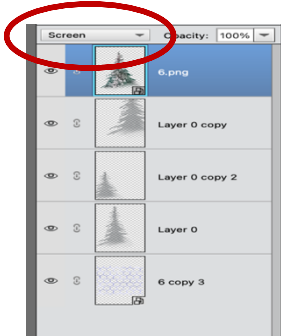 Screen Opacity: 100%
6.png
Layer 0 copy
Layer 0 copy 2
Layer 0
6 copy 3